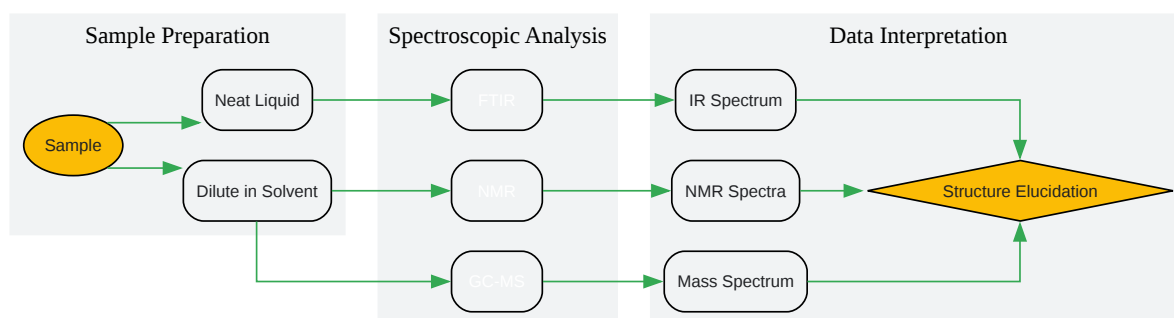 Sample Preparation
Spectroscopic Analysis
Data Interpretation
Neat Liquid
FTIR
IR Spectrum
Sample
Dilute in Solvent
NMR
NMR Spectra
Structure Elucidation
GC-MS
Mass Spectrum